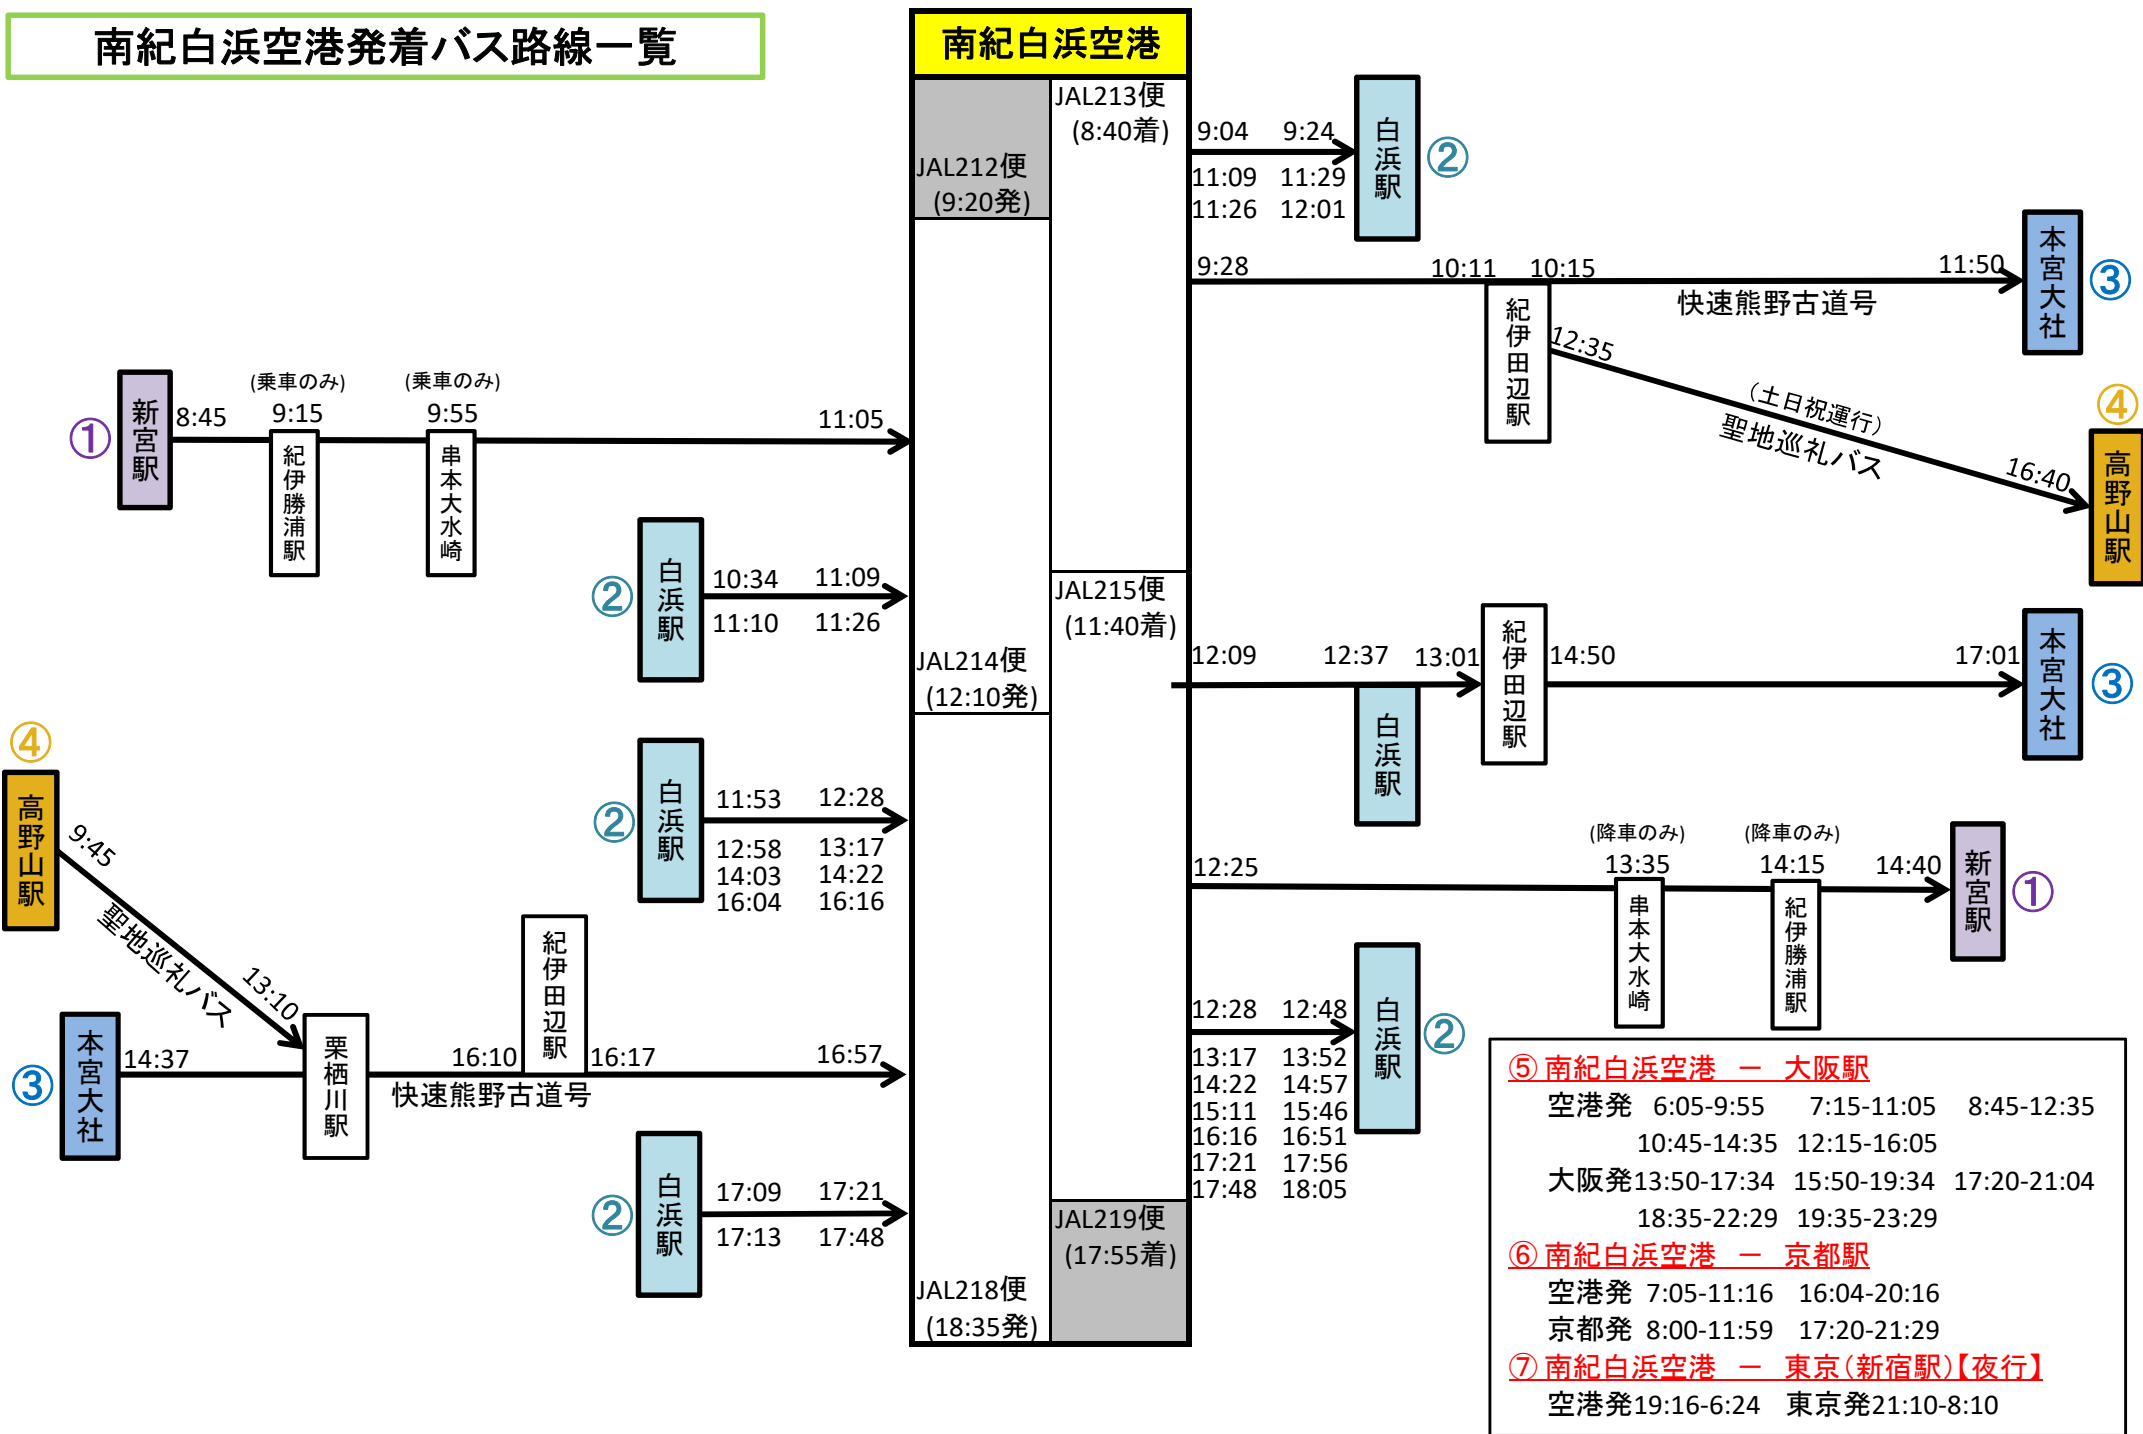 南紀白浜空港発着バス路線一覧
南紀白浜空港
JAL212便
(9:20発)
JAL213便
(8:40着)
JAL214便
(12:10発)
JAL215便
(11:40着)
JAL218便
(18:35発)
JAL219便
(17:55着)
9:04 9:24
11:09 11:29
11:26 12:01
白浜駅
②
9:28 10:11 10:15 11:50
快速熊野古道号
紀伊田辺駅
本宮大社
③
12:35
(土日祝運行)
聖地巡礼バス
16:40
④
高野山駅
①
新宮駅
8:45
(乗車のみ)
9:15
紀伊勝浦駅
(乗車のみ)
9:55
串本大水崎
11:05
②
白浜駅
10:34 11:09
11:10 11:26
12:09 12:37 13:01
白浜駅
紀伊田辺駅
14:50 17:01
本宮大社
③
②
白浜駅
11:53 12:28
12:58 13:17
14:03 14:22
16:04 16:16
12:25
(降車のみ)
13:35
串本大水崎
(降車のみ)
14:15
紀伊勝浦駅
14:40
新宮駅
①
④
高野山駅
9:45
聖地巡礼バス
13:10
③
本宮大社
14:37
栗栖川駅
16:10
紀伊田辺駅
16:17
16:57
快速熊野古道号
12:28 12:48
13:17 13:52
14:22 14:57
15:11 15:46
16:16 16:51
17:21 17:56
17:48 18:05
白浜駅
②
②
白浜駅
17:09 17:21
17:13 17:48
⑤ 南紀白浜空港 － 大阪駅
空港発 6:05-9:55 7:15-11:05 8:45-12:35
10:45-14:35 12:15-16:05
大阪発13:50-17:34 15:50-19:34 17:20-21:04
18:35-22:29 19:35-23:29
⑥ 南紀白浜空港 － 京都駅
空港発 7:05-11:16 16:04-20:16
京都発 8:00-11:59 17:20-21:29
⑦ 南紀白浜空港 － 東京(新宿駅)【夜行】
空港発19:16-6:24 東京発21:10-8:10